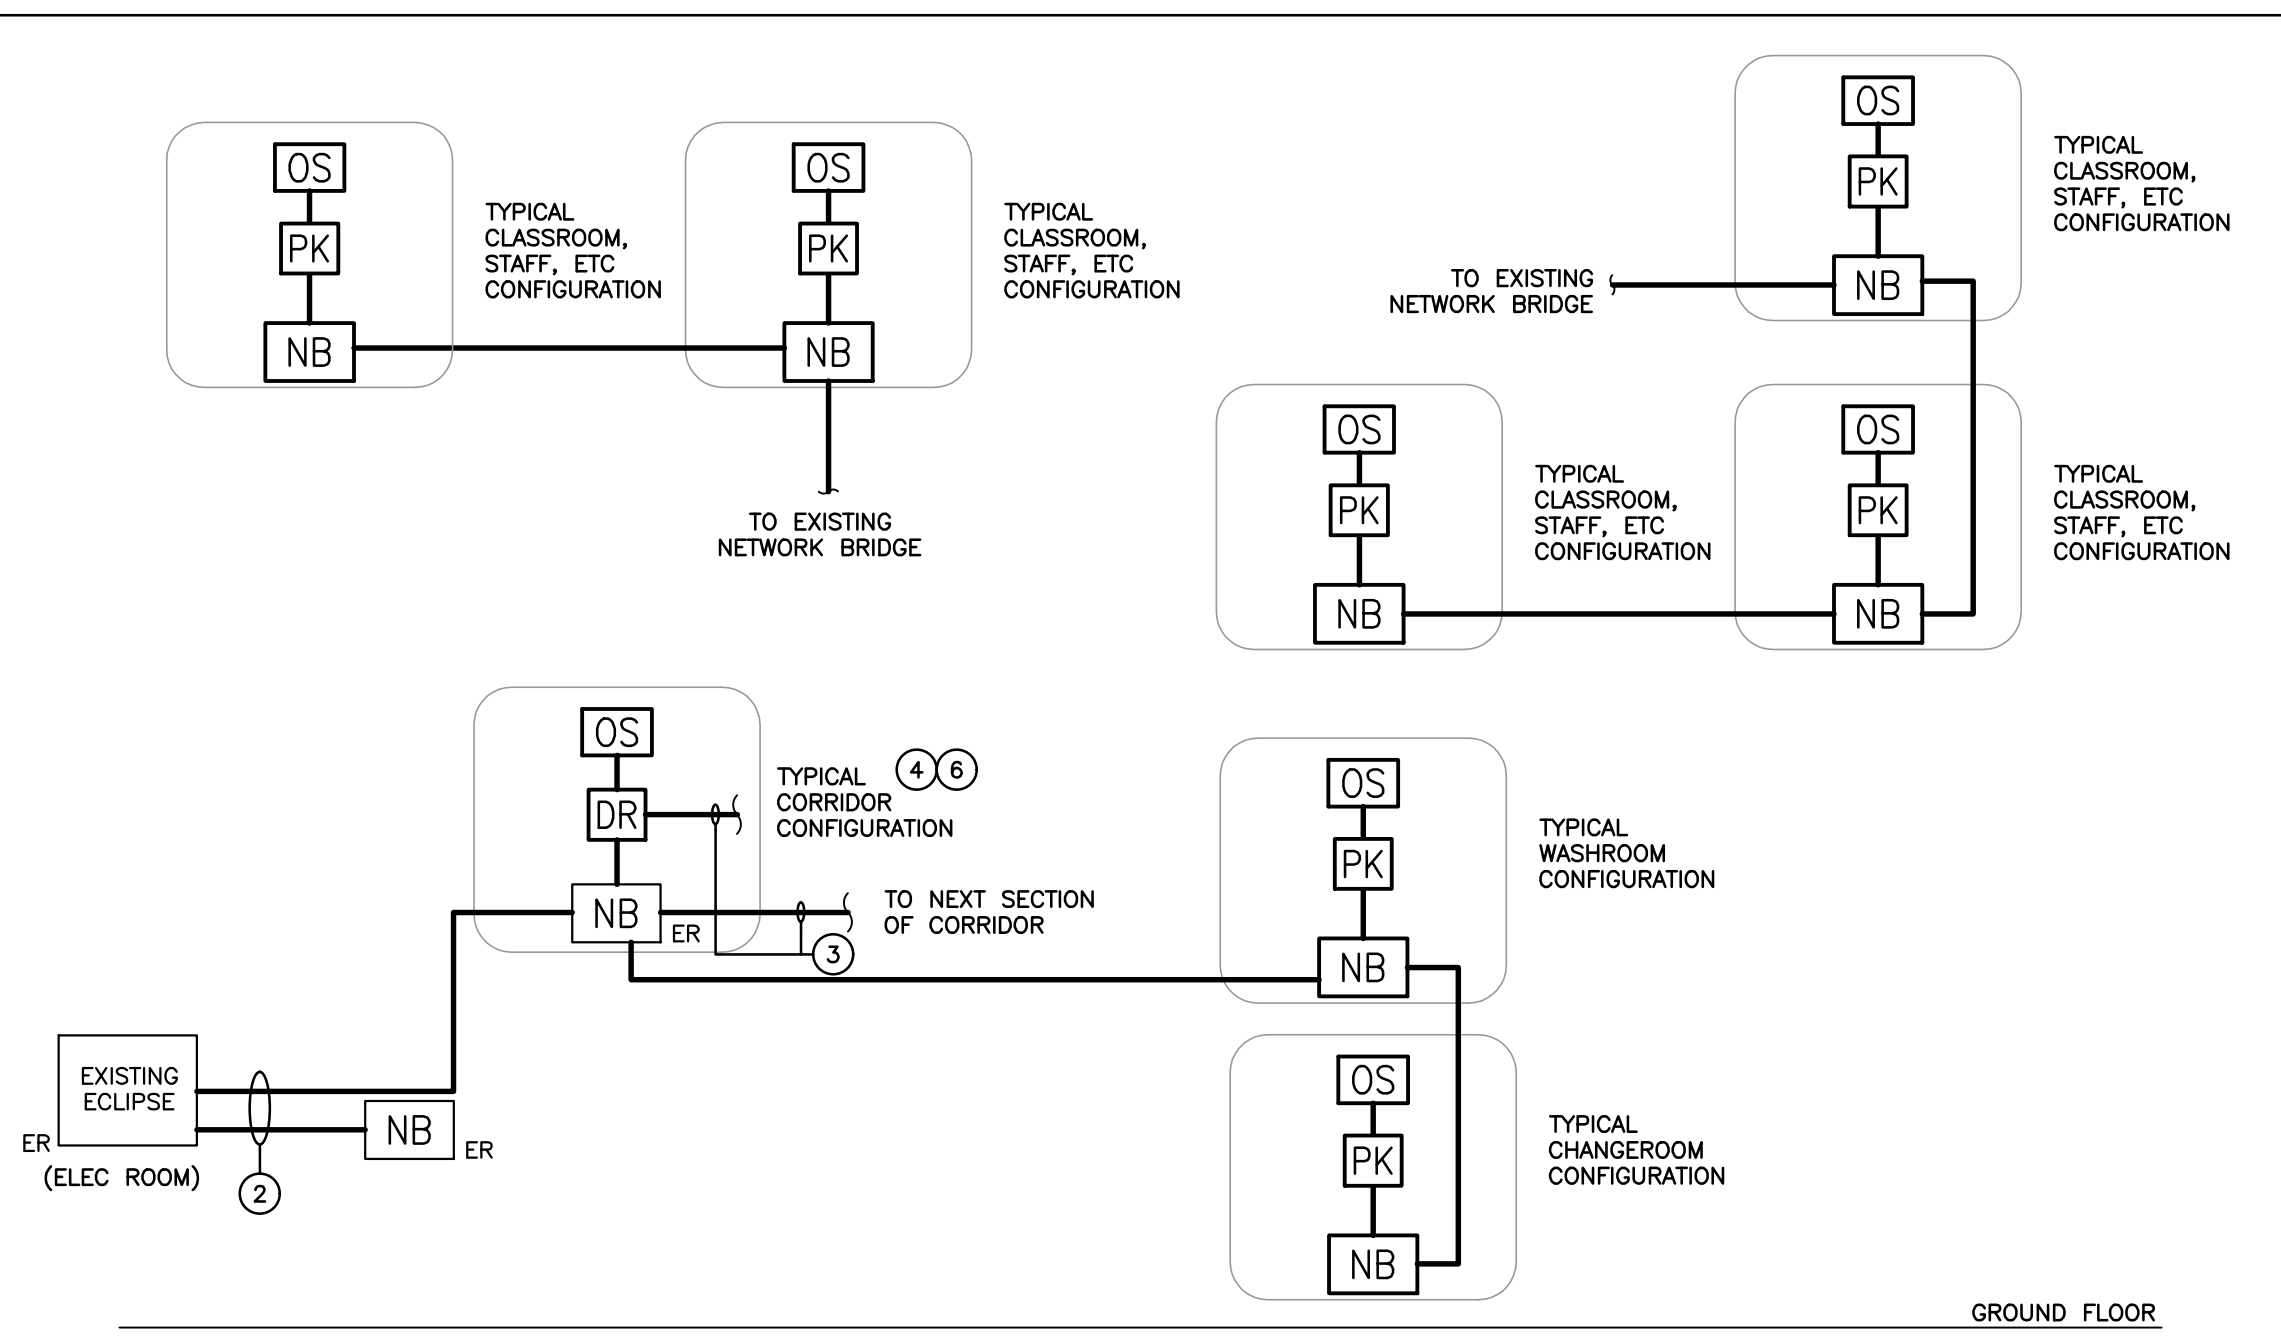 OS
PK
NB
TYPICAL
CLASSROOM,
STAFF, ETC
CONFIGURATION
OS
PK
NB
TYPICAL
CLASSROOM,
STAFF, ETC
CONFIGURATION
TO EXISTING
NETWORK BRIDGE
OS
PK
NB
TYPICAL
CLASSROOM,
STAFF, ETC
CONFIGURATION
TO EXISTING
NETWORK BRIDGE
OS
PK
NB
TYPICAL
CLASSROOM,
STAFF, ETC
CONFIGURATION
OS
PK
NB
TYPICAL
CLASSROOM,
STAFF, ETC
CONFIGURATION
OS
DR
NB
ER
TYPICAL
CORRIDOR
CONFIGURATION
4 6
TO NEXT SECTION
OF CORRIDOR
3
OS
PK
NB
TYPICAL
WASHROOM
CONFIGURATION
EXISTING
ECLIPSE
ER
(ELEC ROOM)
2
NB
ER
OS
PK
NB
TYPICAL
CHANGEROOM
CONFIGURATION
GROUND FLOOR